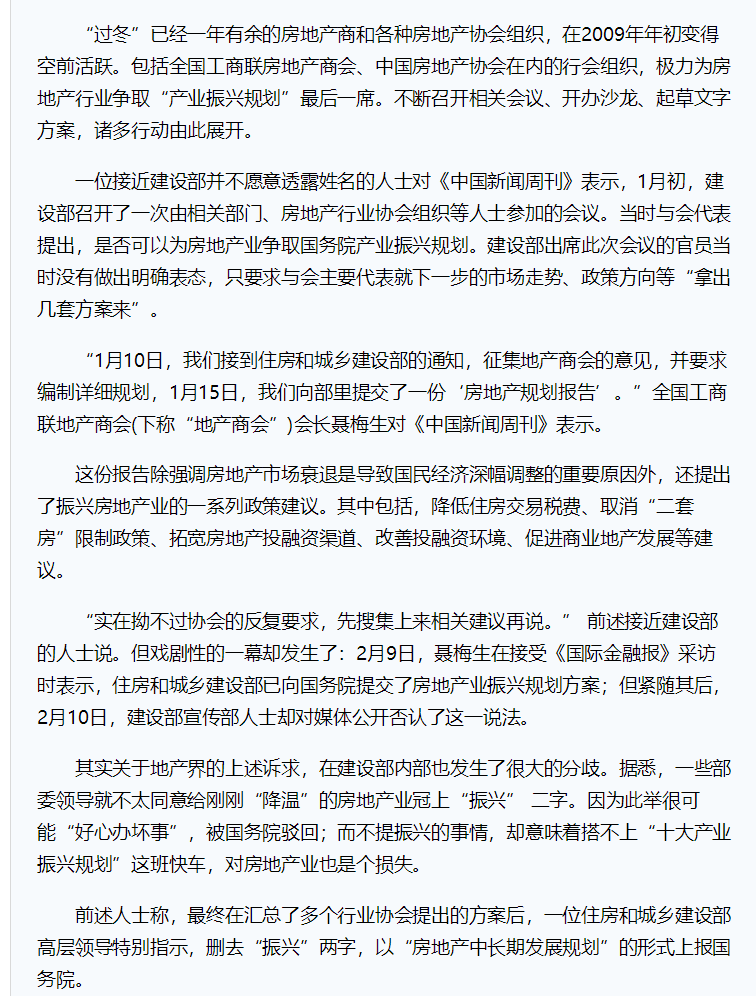 “过冬”已经一年有余的房地产商和各种房地产协会组织，在2009年年初变得
空前活跃。包括全国工商联房地产商会、中国房地产协会在内的行会组织，极力为房
地产行业争取“产业振兴规划”最后一席。不断召开相关会议、开办沙龙、起草文字
方案，诸多行动由此展开。
一位接近建设部并不愿意透露姓名的人士对《中国新闻周刊》表示，1月初，建
设部召开了一次由相关部门、房地产行业协会组织等人士参加的会议。当时与会代表
提出，是否可以为房地产业争取国务院产业振兴规划。建设部出席此次会议的官员当
时没有做出明确表态，只要求与会主要代表就下一步的市场走势、政策方向等“拿出
几套方案来”。
“1月10日，我们接到住房和城乡建设部的通知，征集地产商会的意见，并要求
编制详细规划，1月15日，我们向部里提交了一份‘房地产规划报告’。”全国工商
联地产商会(下称“地产商会”)会长聂梅生对《中国新闻周刊》表示。
这份报告除强调房地产市场衰退是导致国民经济深幅调整的重要原因外，还提出
了振兴房地产业的一系列政策建议。其中包括，降低住房交易税费、取消“二套
房”限制政策、拓宽房地产投融资渠道、改善投融资环境、促进商业地产发展等建
议。
“实在拗不过协会的反复要求，先搜集上来相关建议再说。” 前述接近建设部
的人士说。但戏剧性的一幕却发生了：2月9日，聂梅生在接受《国际金融报》采访
时表示，住房和城乡建设部已向国务院提交了房地产业振兴规划方案；但紧随其后，
2月10日，建设部宣传部人士却对媒体公开否认了这一说法。
其实关于地产界的上述诉求，在建设部内部也发生了很大的分歧。据悉，一些部
委领导就不太同意给刚刚“降温”的房地产业冠上“振兴” 二字。因为此举很可
能“好心办坏事”，被国务院驳回；而不提振兴的事情，却意味着搭不上“十大产业
振兴规划”这班快车，对房地产业也是个损失。
前述人士称，最终在汇总了多个行业协会提出的方案后，一位住房和城乡建设部
高层领导特别指示，删去“振兴”两字，以“房地产中长期发展规划”的形式上报国
务院。